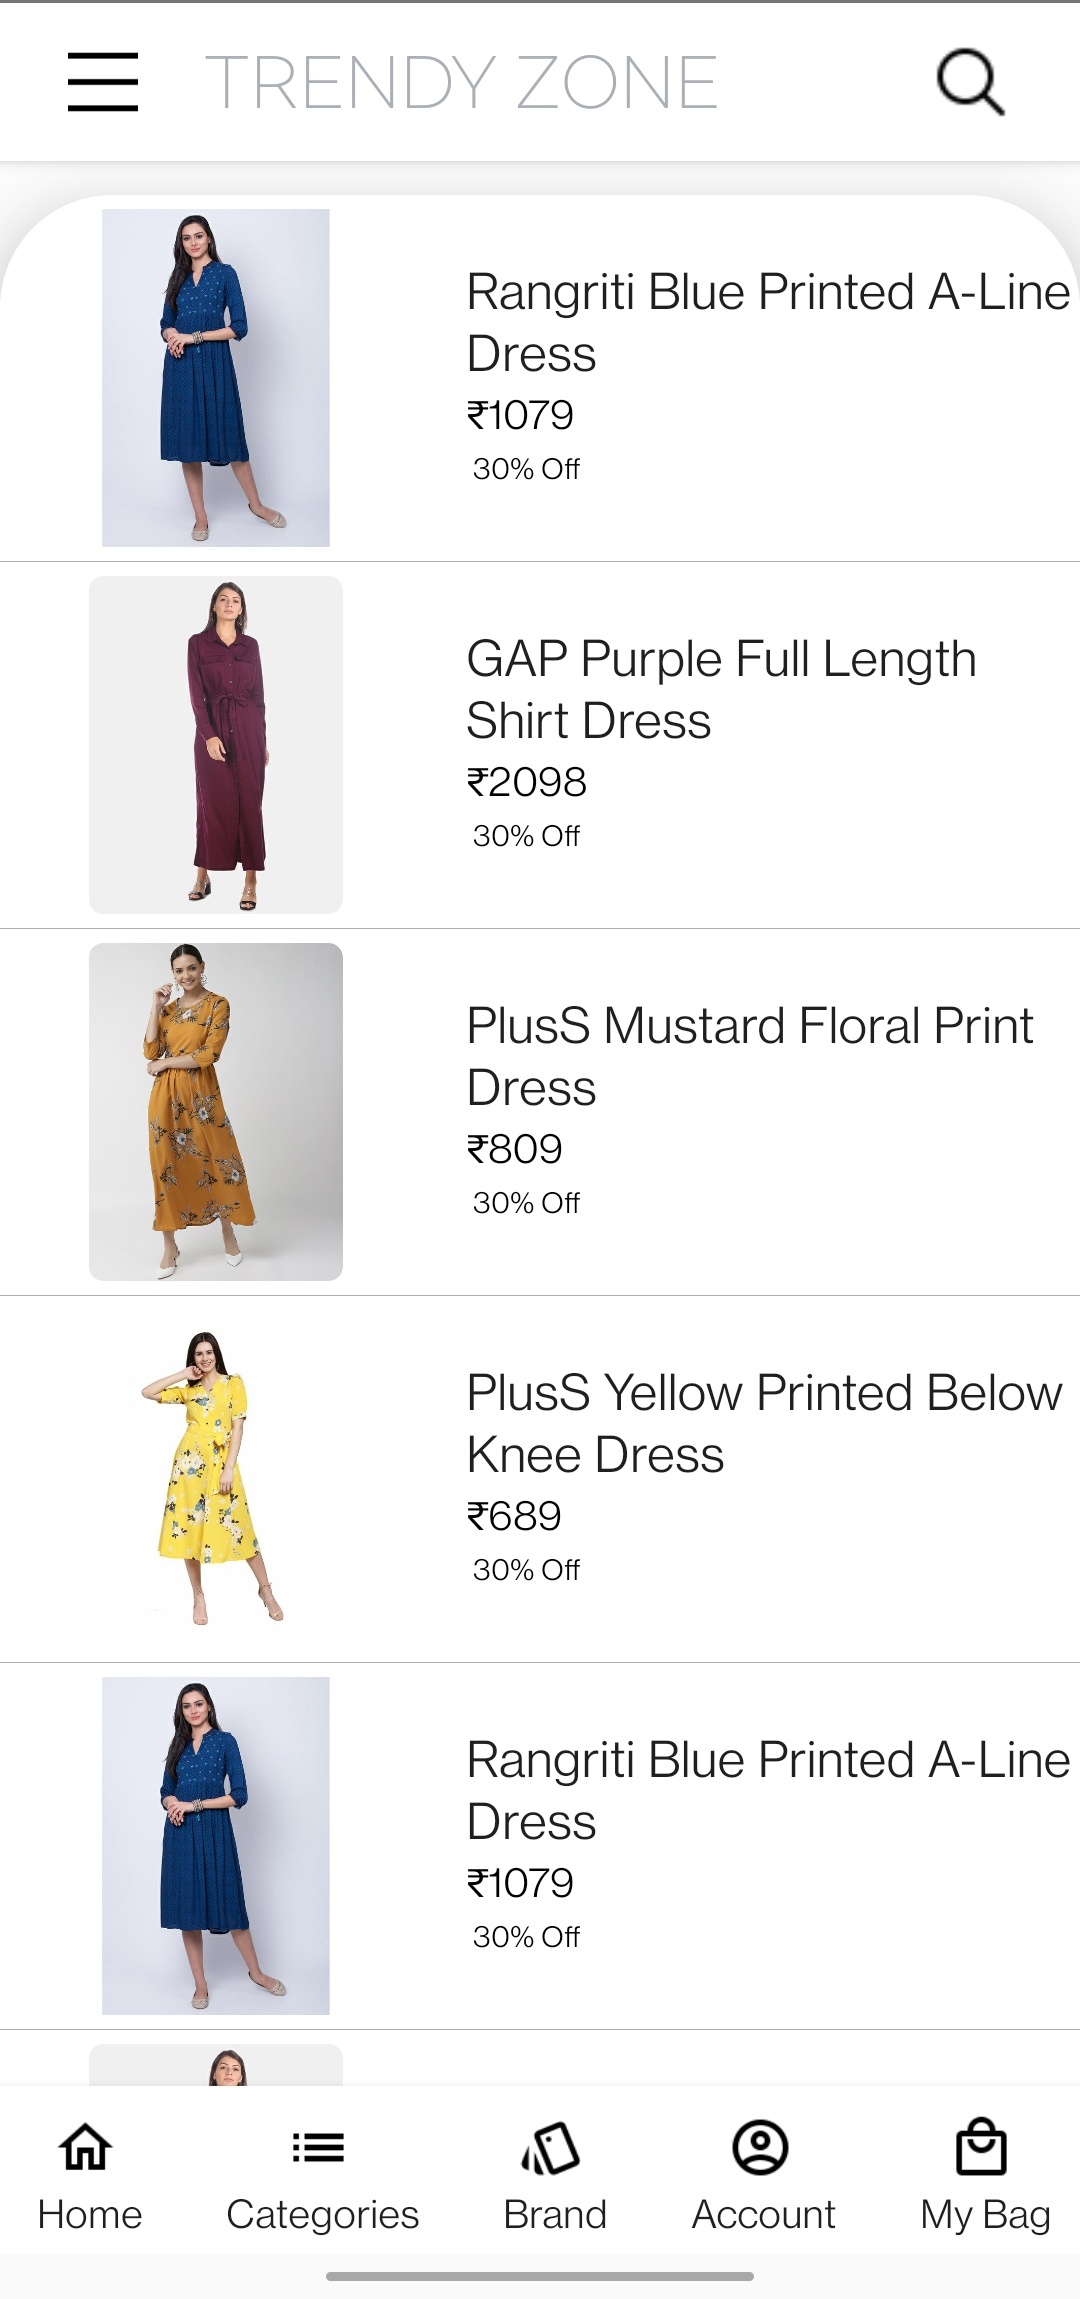 TRENDY ZONE
Rangriti Blue Printed A-Line
Dress
₹1079
30% Off
GAP Purple Full Length
Shirt Dress
₹2098
30% Off
PlusS Mustard Floral Print
Dress
₹809
30% Off
PlusS Yellow Printed Below
Knee Dress
₹689
30% Off
Rangriti Blue Printed A-Line
Dress
₹1079
30% Off
Home Categories Brand Account My Bag